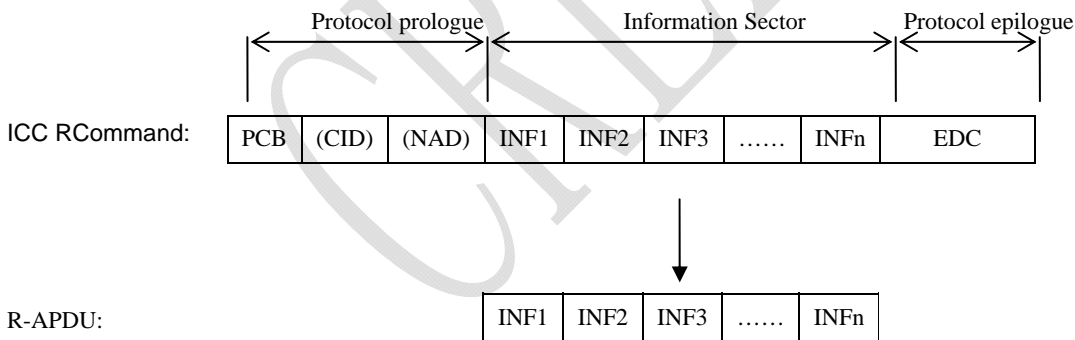 Protocol prologue Information Sector Protocol epilogue
ICC RCommand: PCB (CID) (NAD) INF1 INF2 INF3 …… INFn EDC
R-APDU: INF1 INF2 INF3 …… INFn